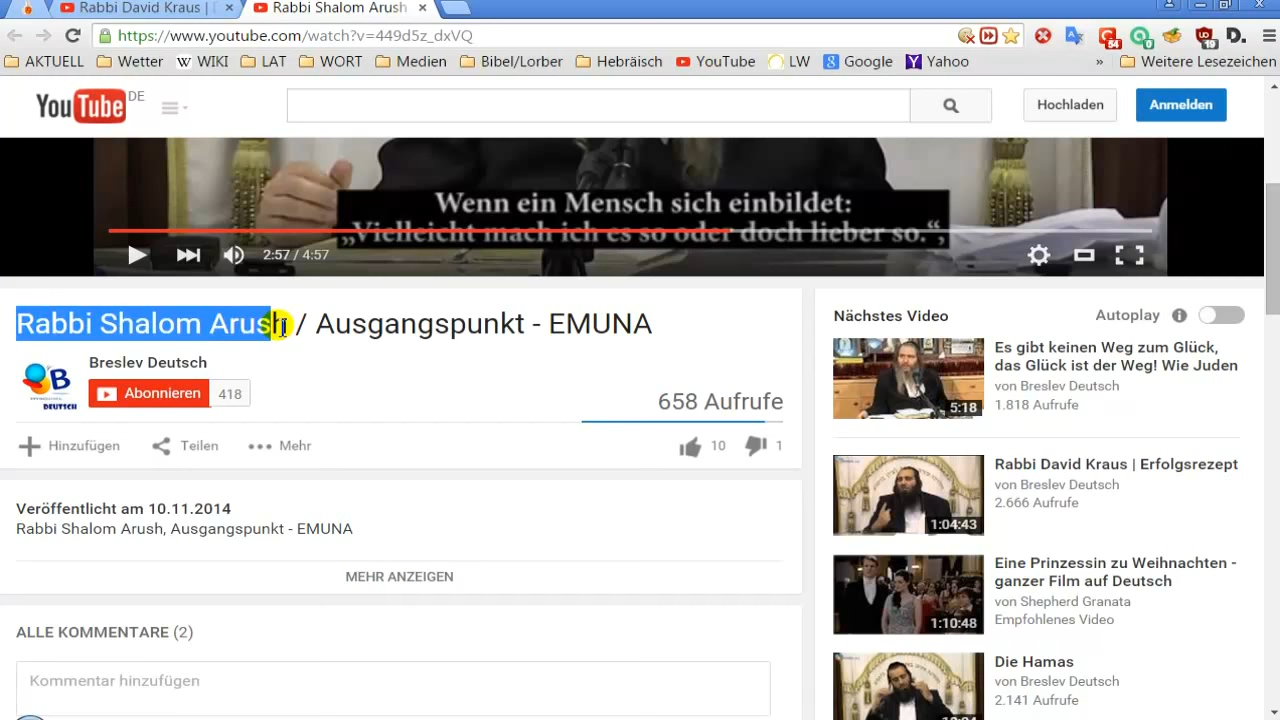 Rabbi David Kraus | [ × Rabbi Shalom Arush ×
https://www.youtube.com/watch?v=449d5z_dxVQ
AKTUELL Wetter W WIKI LAT WORT Medien Bibel/Lorber Hebräisch YouTube LW 8 Google Y Yahoo » Weitere Lesezeichen
54 0 19 D.
YouTube DE Hochladen Anmelden
Wenn ein Mensch sich einbildet:
„Vielleicht mach ich es so oder doch lieber so.“,
2:57 / 4:57
Rabbi Shalom Arush / Ausgangspunkt - EMUNA
Breslev Deutsch
B DEUTSCH
Abonnieren 418
658 Aufrufe
Hinzufügen Teilen Mehr 10 1
Veröffentlicht am 10.11.2014
Rabbi Shalom Arush, Ausgangspunkt - EMUNA
MEHR ANZEIGEN
ALLE KOMMENTARE (2)
Kommentar hinzufügen
Nächstes Video Autoplay
Es gibt keinen Weg zum Glück,
das Glück ist der Weg! Wie Juden
von Breslev Deutsch
1.818 Aufrufe
5:18
Rabbi David Kraus | Erfolgsrezept
von Breslev Deutsch
2.666 Aufrufe
1:04:43
Eine Prinzessin zu Weihnachten -
ganzer Film auf Deutsch
von Shepherd Granata
Empfohlenes Video
1:10:48
Die Hamas
von Breslev Deutsch
2.141 Aufrufe